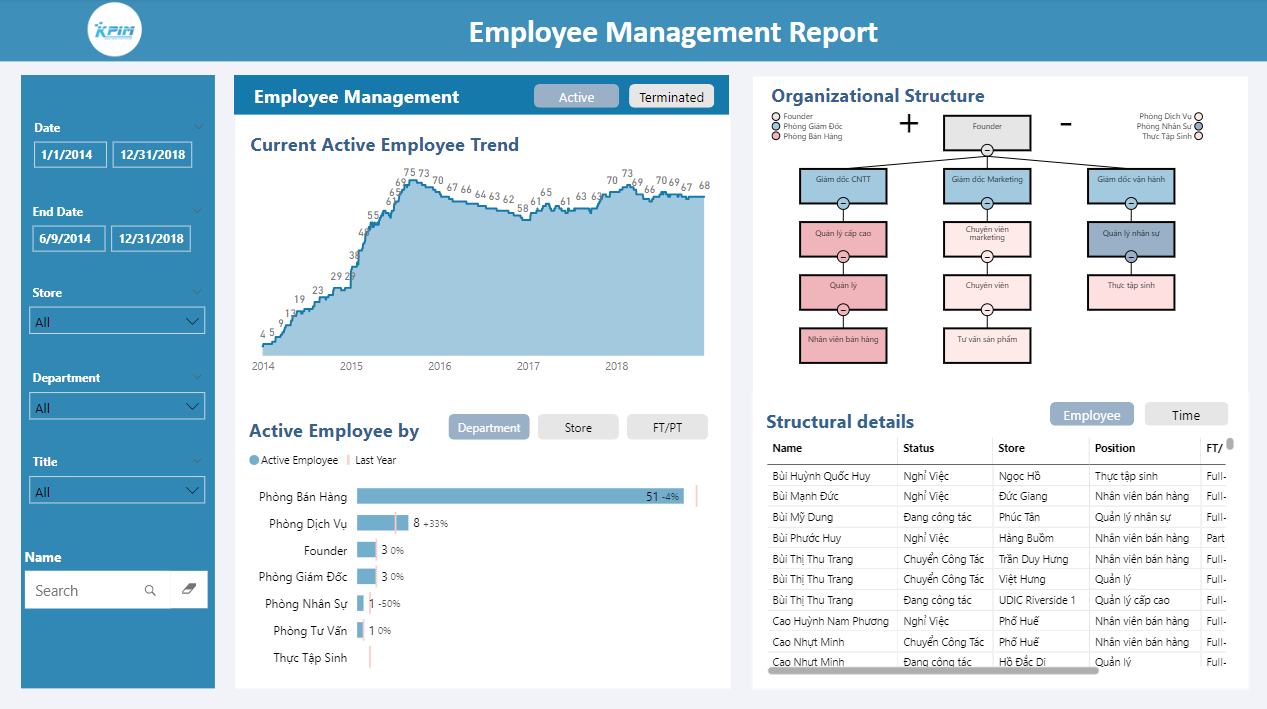 KPIM
Employee Management Report
Date
1/1/2014 12/31/2018
End Date
6/9/2014 12/31/2018
Store
All
Department
All
Title
All
Name
Search
Employee Management
Active Terminated
Current Active Employee Trend
4 5 9 13 19 23 29 29 38 55 61 69 75 73 70 67 66 64 63 62 58 61 65 61 63 63 70 73 69 66 70 69 67 68
2014 2015 2016 2017 2018
Active Employee by
Department Store FT/PT
Active Employee Last Year
Phòng Bán Hàng 51 -4%
Phòng Dịch Vụ 8 +33%
Founder 3 0%
Phòng Giám Đốc 3 0%
Phòng Nhân Sự 1 -50%
Phòng Tư Vấn 1 0%
Thực Tập Sinh
Organizational Structure
Founder
Phòng Giám Đốc
Phòng Bán Hàng
+ -
Phòng Dịch Vụ
Phòng Nhân Sự
Thực Tập Sinh
Founder
Giám đốc CNTT Giám đốc Marketing Giám đốc vận hành
Quản lý cấp cao Chuyên viên marketing Quản lý nhân sự
Quản lý Chuyên viên Thực tập sinh
Nhân viên bán hàng Tư vấn sản phẩm
Structural details
Employee Time
Name Status Store Position FT/
Bùi Huỳnh Quốc Huy Nghỉ Việc Ngọc Hồ Thực tập sinh Full-
Bùi Mạnh Đức Nghỉ Việc Đức Giang Nhân viên bán hàng Full-
Bùi Mỹ Dung Đang công tác Phúc Tân Quản lý nhân sự Full-
Bùi Phước Huy Nghỉ Việc Hàng Buồm Nhân viên bán hàng Part
Bùi Thị Thu Trang Chuyển Công Tác Trần Duy Hưng Nhân viên bán hàng Full-
Bùi Thị Thu Trang Chuyển Công Tác Việt Hưng Quản lý Full-
Bùi Thị Thu Trang Đang công tác UDIC Riverside 1 Quản lý cấp cao Full-
Cao Huỳnh Nam Phương Nghỉ Việc Phố Huế Nhân viên bán hàng Full-
Cao Nhựt Minh Chuyển Công Tác Phố Huế Nhân viên bán hàng Full-
Cao Nhựt Minh Đang công tác Hồ Đắc Di Quản lý Full-